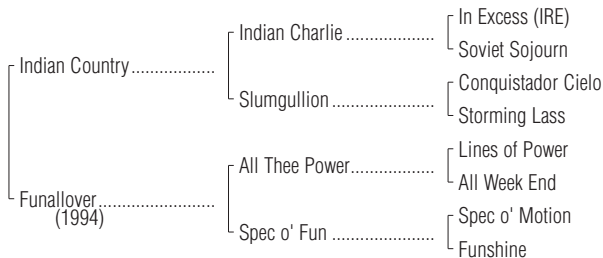 In Excess (IRE)
Indian Charlie ..................
Soviet Sojourn
Indian Country .................
Conquistador Cielo
Slumgullion .....................
Storming Lass
Lines of Power
All Thee Power.................
All Week End
Funallover.......................
(1994)
Spec o' Motion
Spec o' Fun ....................
Funshine